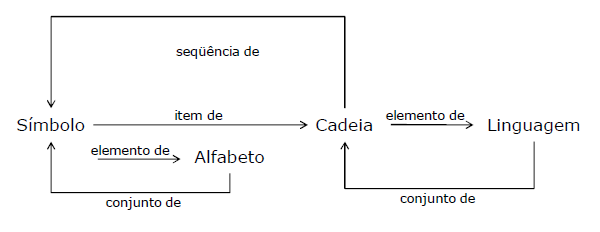 seqüência de
item de
Símbolo
Cadeia
elemento de
Linguagem
elemento de
Alfabeto
conjunto de
conjunto de